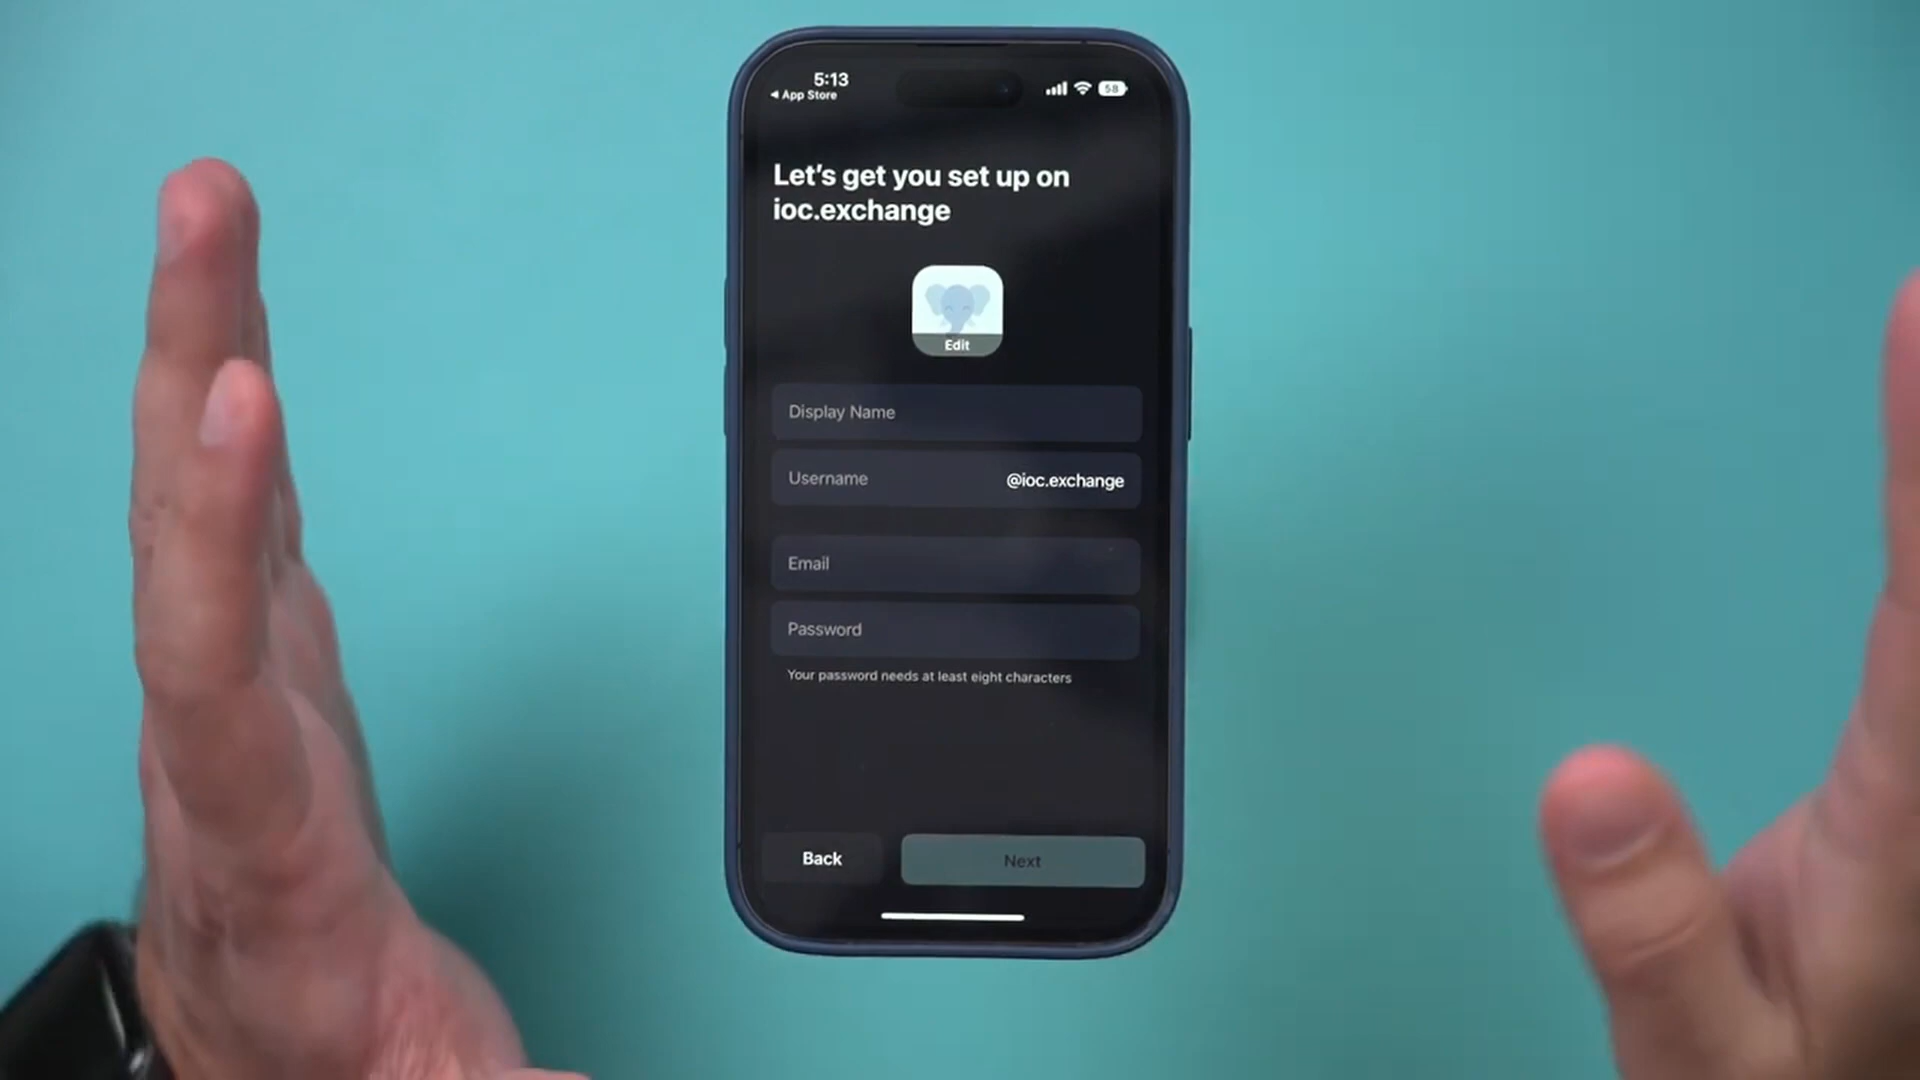 5:13
◀ App Store
58
Let's get you set up on
ioc.exchange
Edit
Display Name
Username
@ioc.exchange
Email
Password
Your password needs at least eight characters
Back
Next